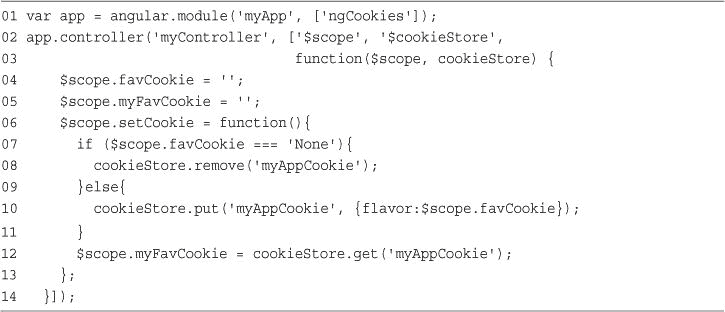 01 var app = angular.module('myApp', ['ngCookies']);
02 app.controller('myController', ['$scope', '$cookieStore',
03                                 function($scope, cookieStore) {
04     $scope.favCookie = '';
05     $scope.myFavCookie = '';
06     $scope.setCookie = function(){
07       if ($scope.favCookie === 'None'){
08         cookieStore.remove('myAppCookie');
09       }else{
10         cookieStore.put('myAppCookie', {flavor:$scope.favCookie});
11       }
12       $scope.myFavCookie = cookieStore.get('myAppCookie');
13     };
14   }]);